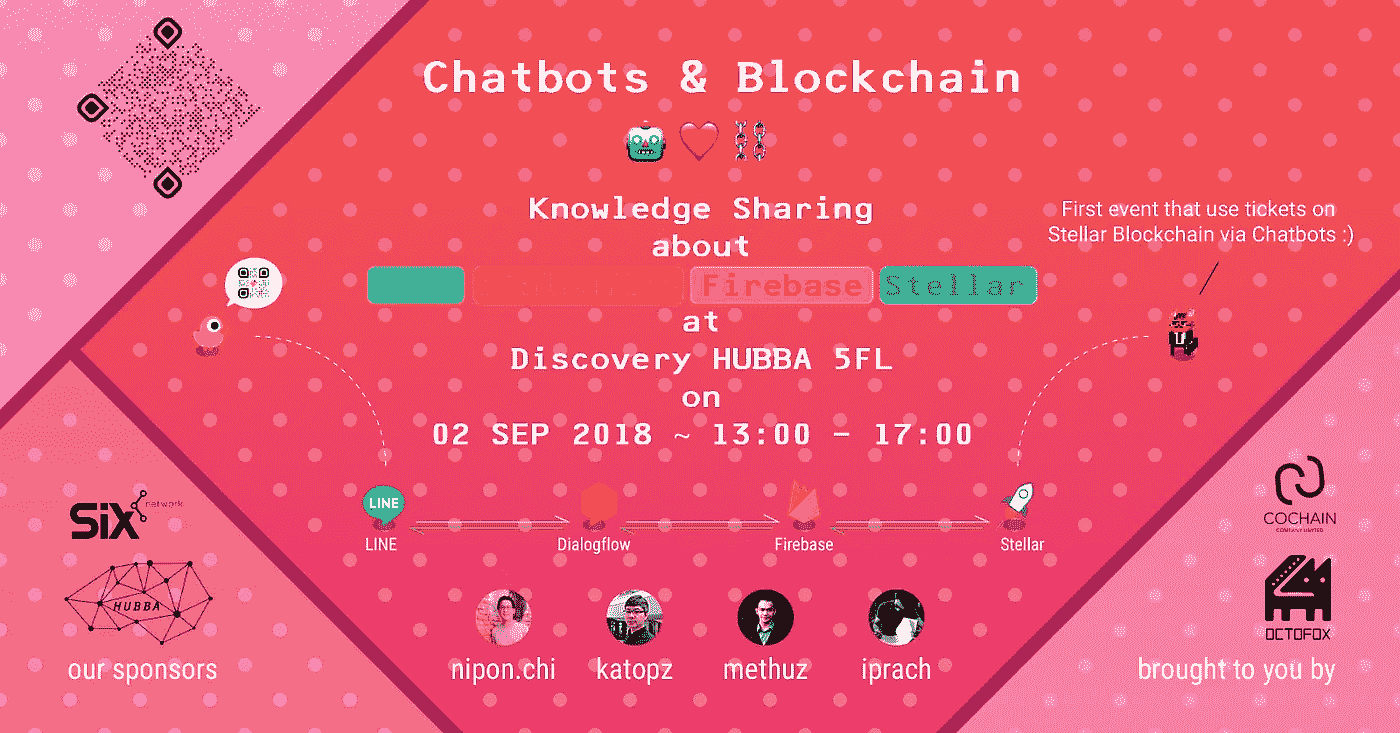 Chatbots & Blockchain
Knowledge Sharing
about
Firebase Stellar
at
Discovery HUBBA 5FL
on
02 SEP 2018 ~ 13:00 - 17:00
First event that use tickets on
Stellar Blockchain via Chatbots :)
LINE
LINE
Dialogflow
Firebase
Stellar
nipon.chi
katopz
methuz
iprach
SiX network
HUBBA
our sponsors
COCHAIN
COMPANY LIMITED
OCTOFOX
brought to you by